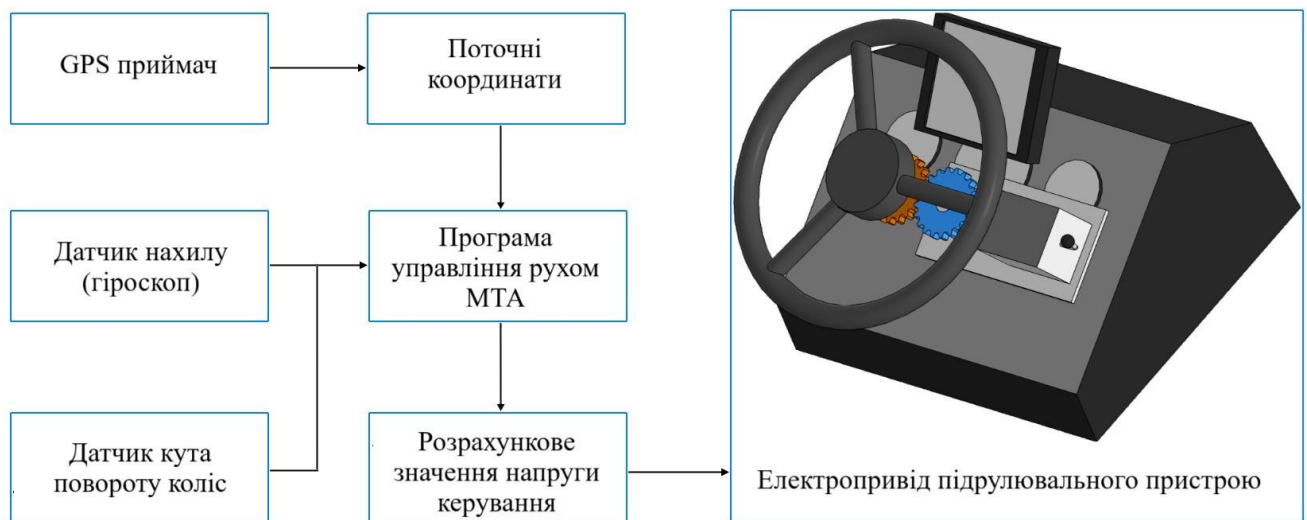 GPS приймач
Поточні
координати
Датчик нахилу
(гіроскоп)
Програма
управління рухом
МТА
Датчик кута
повороту коліс
Розрахункове
значення напруги
керування
Електропривід підрулювального пристрою